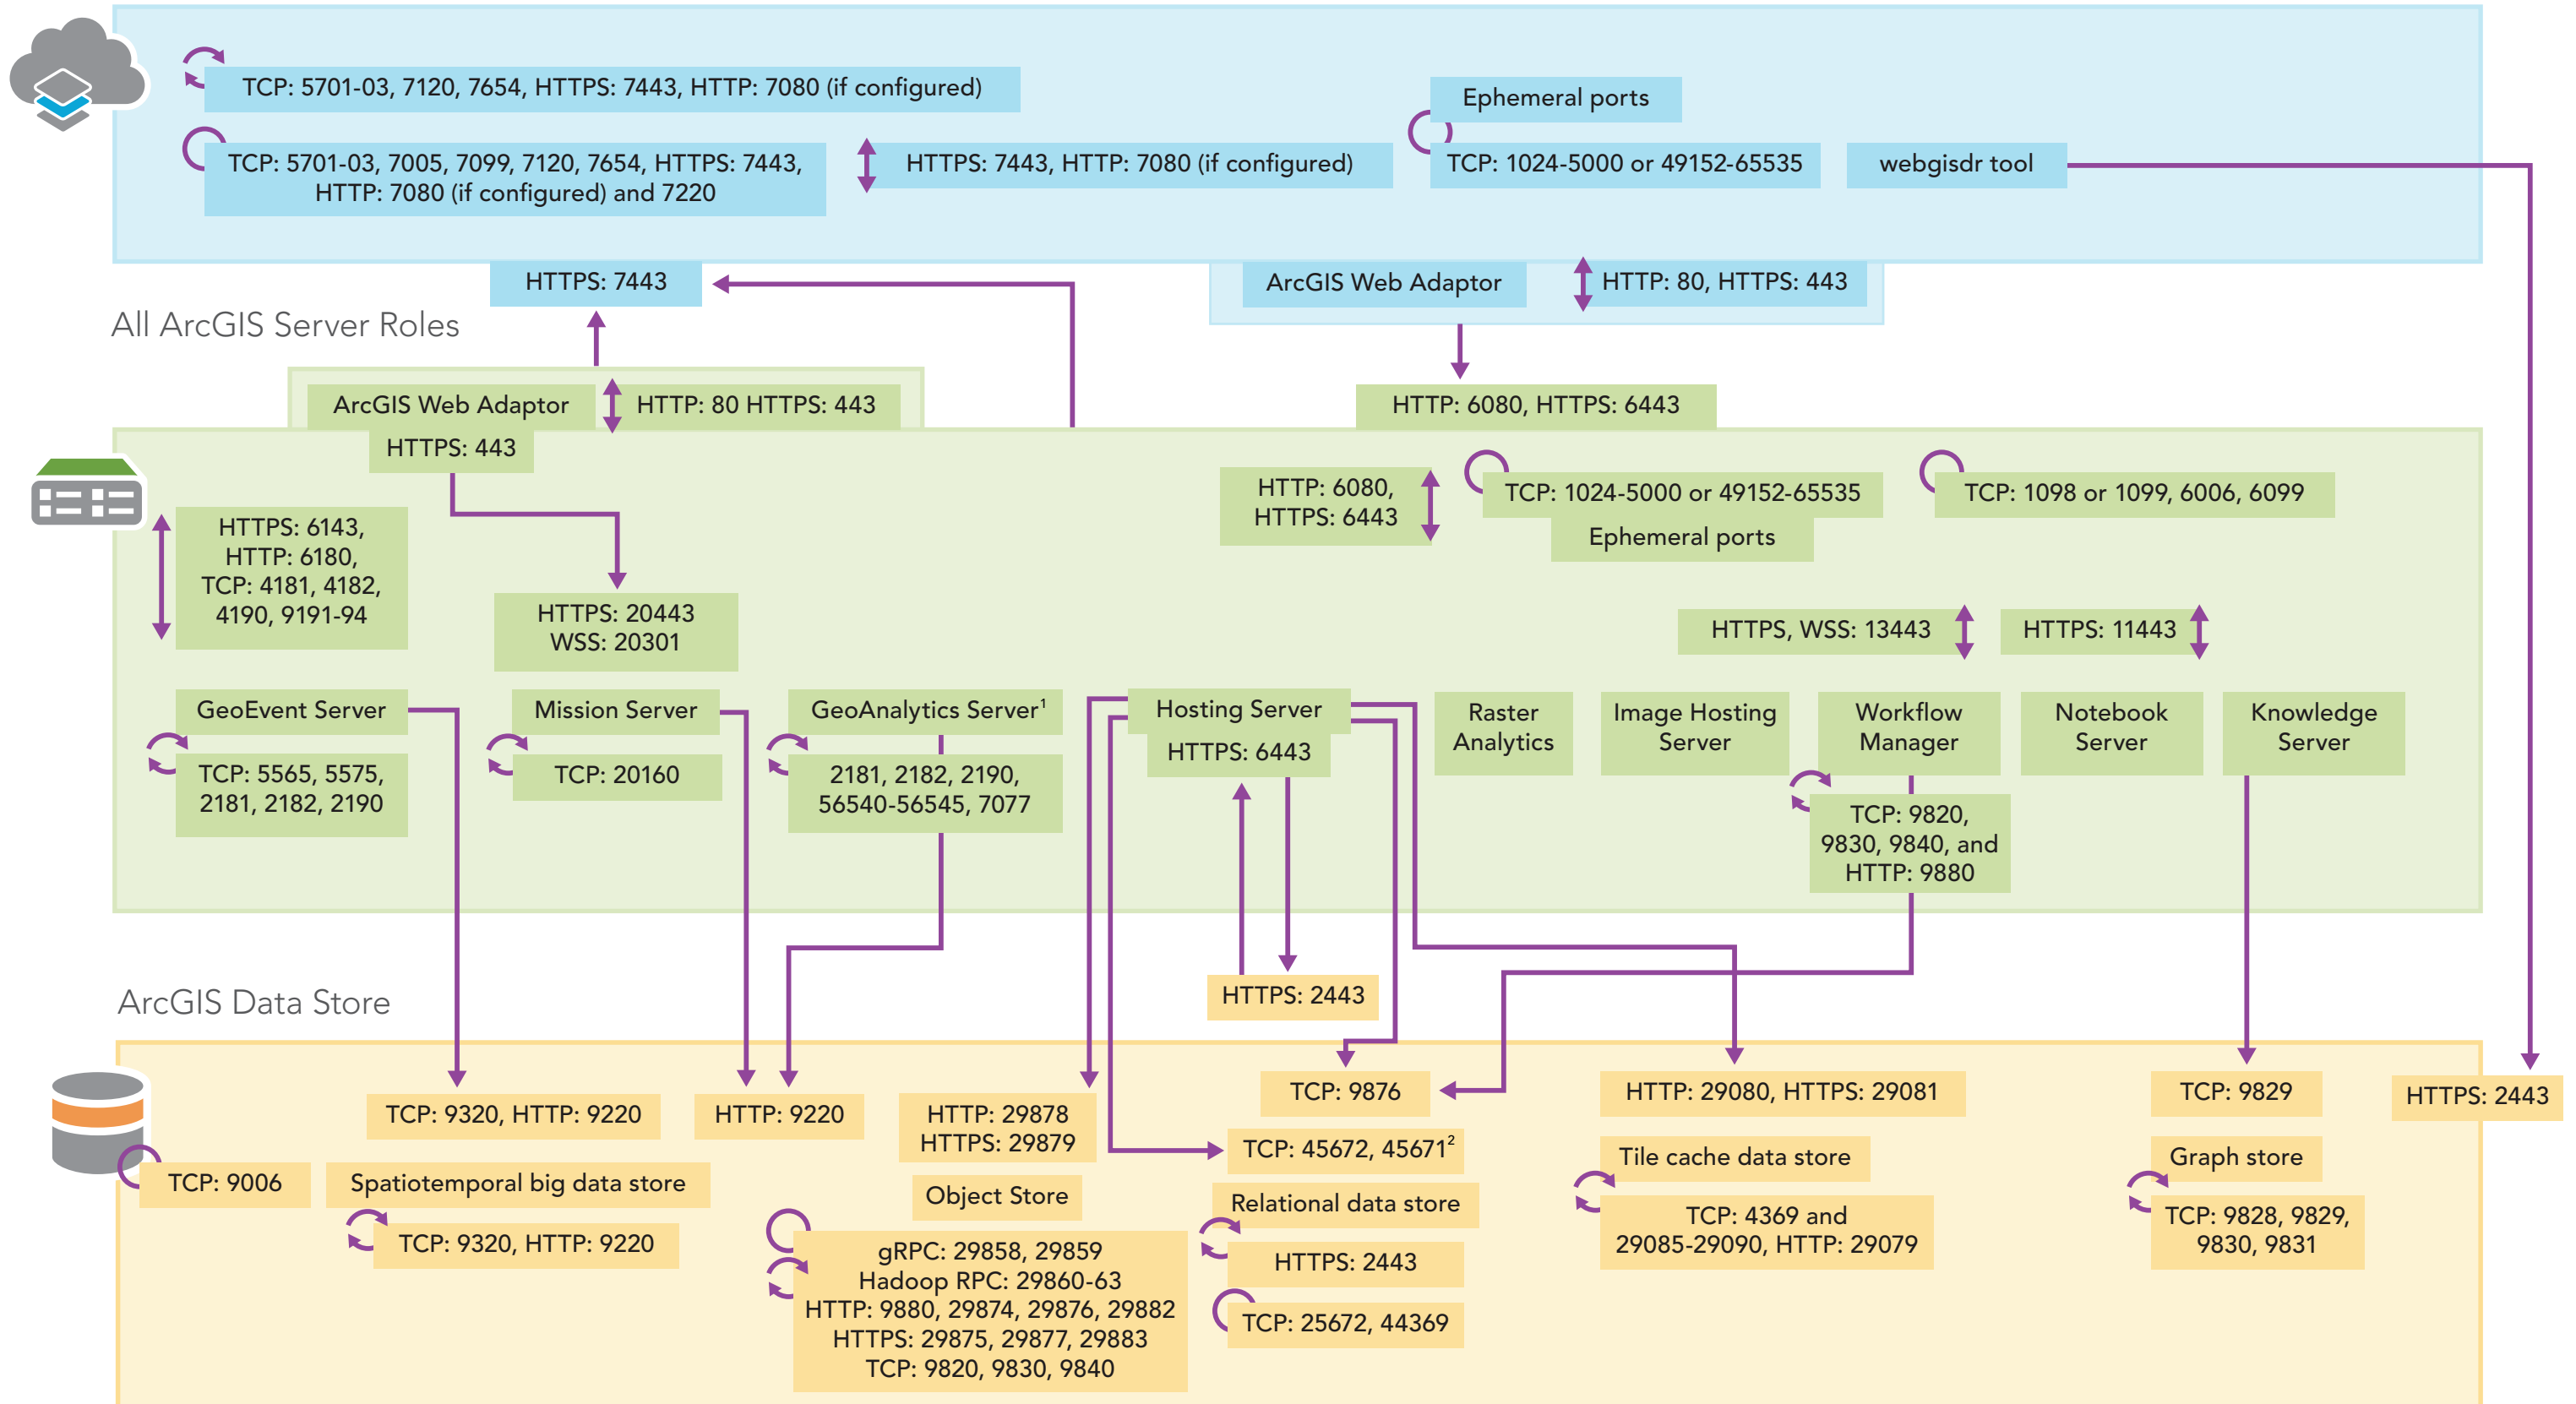 TCP: 5701-03, 7120, 7654, HTTPS: 7443, HTTP: 7080 (if configured)
Ephemeral ports
TCP: 5701-03, 7005, 7099, 7120, 7654, HTTPS: 7443,
HTTP: 7080 (if configured) and 7220
HTTPS: 7443, HTTP: 7080 (if configured)
TCP: 1024-5000 or 49152-65535
webgisdr tool
HTTPS: 7443
ArcGIS Web Adaptor
HTTP: 80, HTTPS: 443
All ArcGIS Server Roles
ArcGIS Web Adaptor
HTTP: 80 HTTPS: 443
HTTP: 6080, HTTPS: 6443
HTTPS: 443
HTTP: 6080,
HTTPS: 6443
TCP: 1024-5000 or 49152-65535
Ephemeral ports
TCP: 1098 or 1099, 6006, 6099
HTTPS: 6143,
HTTP: 6180,
TCP: 4181, 4182,
4190, 9191-94
HTTPS: 20443
WSS: 20301
HTTPS, WSS: 13443
HTTPS: 11443
GeoEvent Server
Mission Server
GeoAnalytics Server¹
Hosting Server
HTTPS: 6443
Raster
Analytics
Image Hosting
Server
Workflow
Manager
Notebook
Server
Knowledge
Server
TCP: 5565, 5575,
2181, 2182, 2190
TCP: 20160
2181, 2182, 2190,
56540-56545, 7077
TCP: 9820,
9830, 9840, and
HTTP: 9880
HTTPS: 2443
ArcGIS Data Store
TCP: 9320, HTTP: 9220
HTTP: 9220
HTTP: 29878
HTTPS: 29879
TCP: 9876
HTTP: 29080, HTTPS: 29081
TCP: 9829
HTTPS: 2443
TCP: 45672, 45671²
TCP: 9006
Spatiotemporal big data store
Object Store
Relational data store
Tile cache data store
Graph store
TCP: 9320, HTTP: 9220
gRPC: 29858, 29859
Hadoop RPC: 29860-63
HTTP: 9880, 29874, 29876, 29882
HTTPS: 29875, 29877, 29883
TCP: 9820, 9830, 9840
HTTPS: 2443
TCP: 25672, 44369
TCP: 4369 and
29085-29090, HTTP: 29079
TCP: 9828, 9829,
9830, 9831